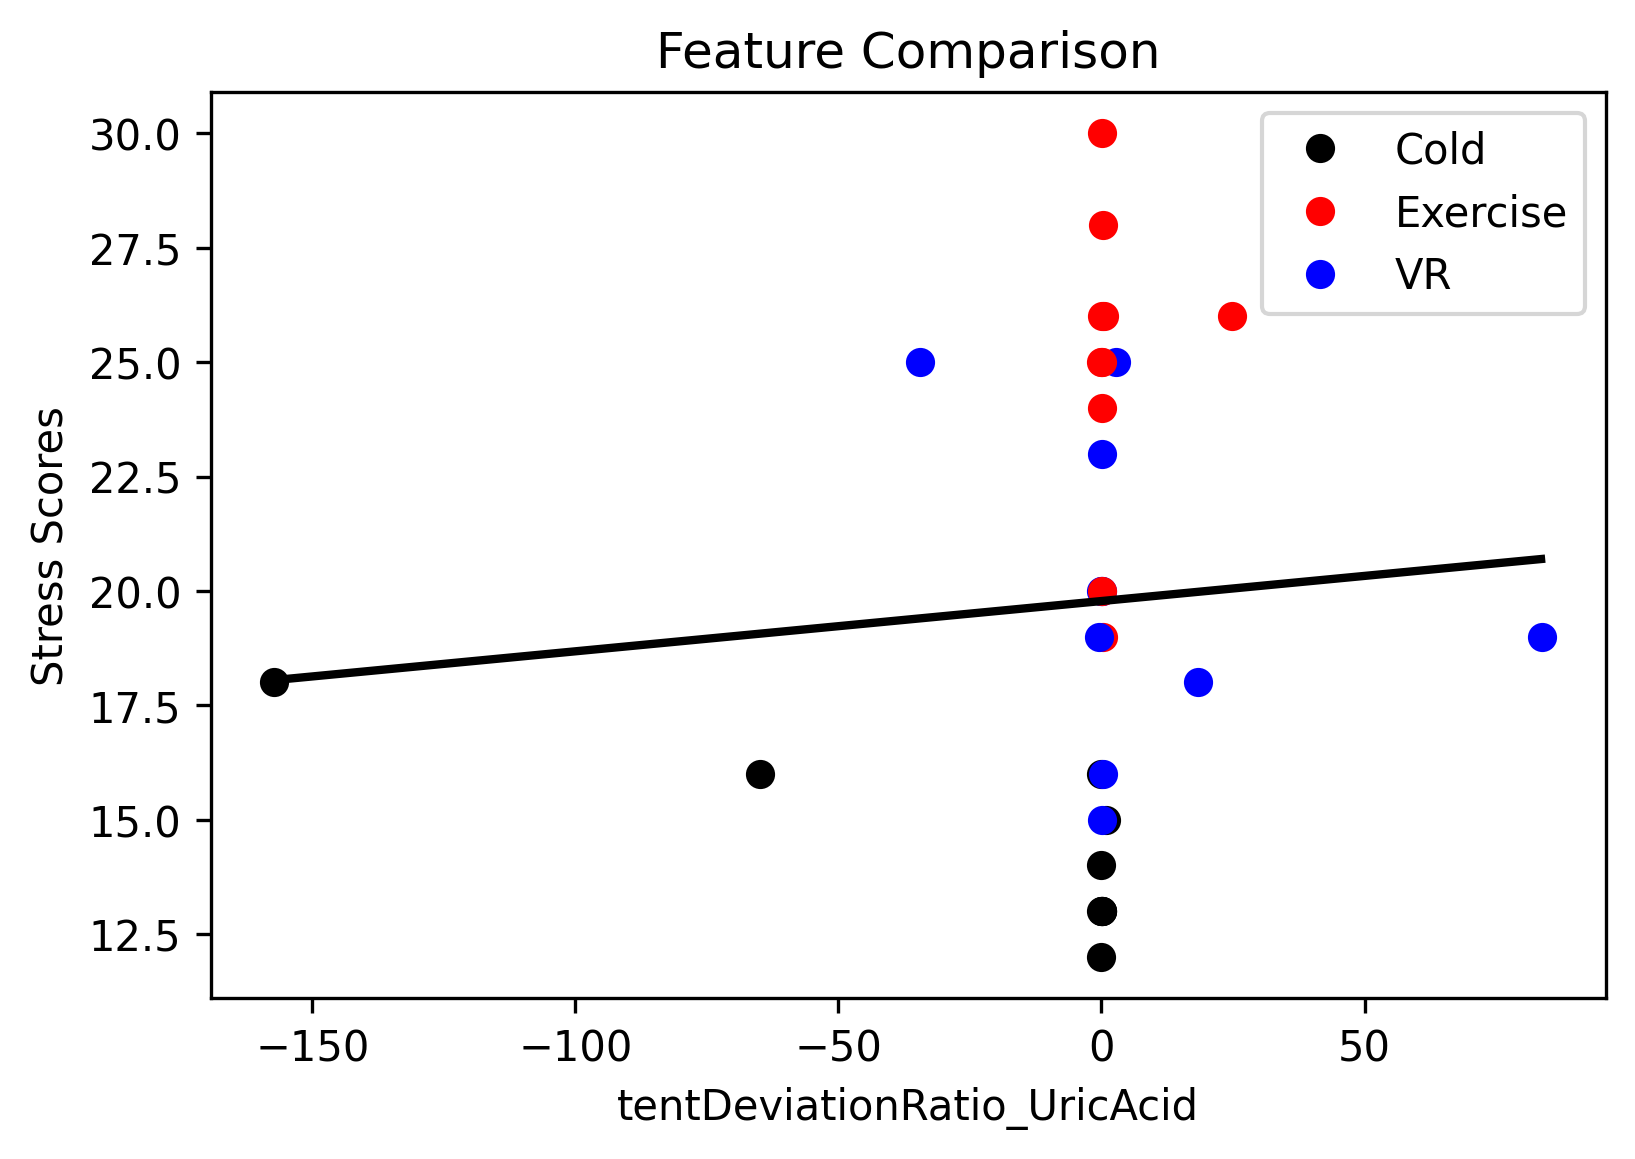 Feature Comparison
30.0
27.5
25.0
22.5
20.0
17.5
15.0
12.5
Stress Scores
Cold
Exercise
VR
−150 −100 −50 0 50
tentDeviationRatio_UricAcid